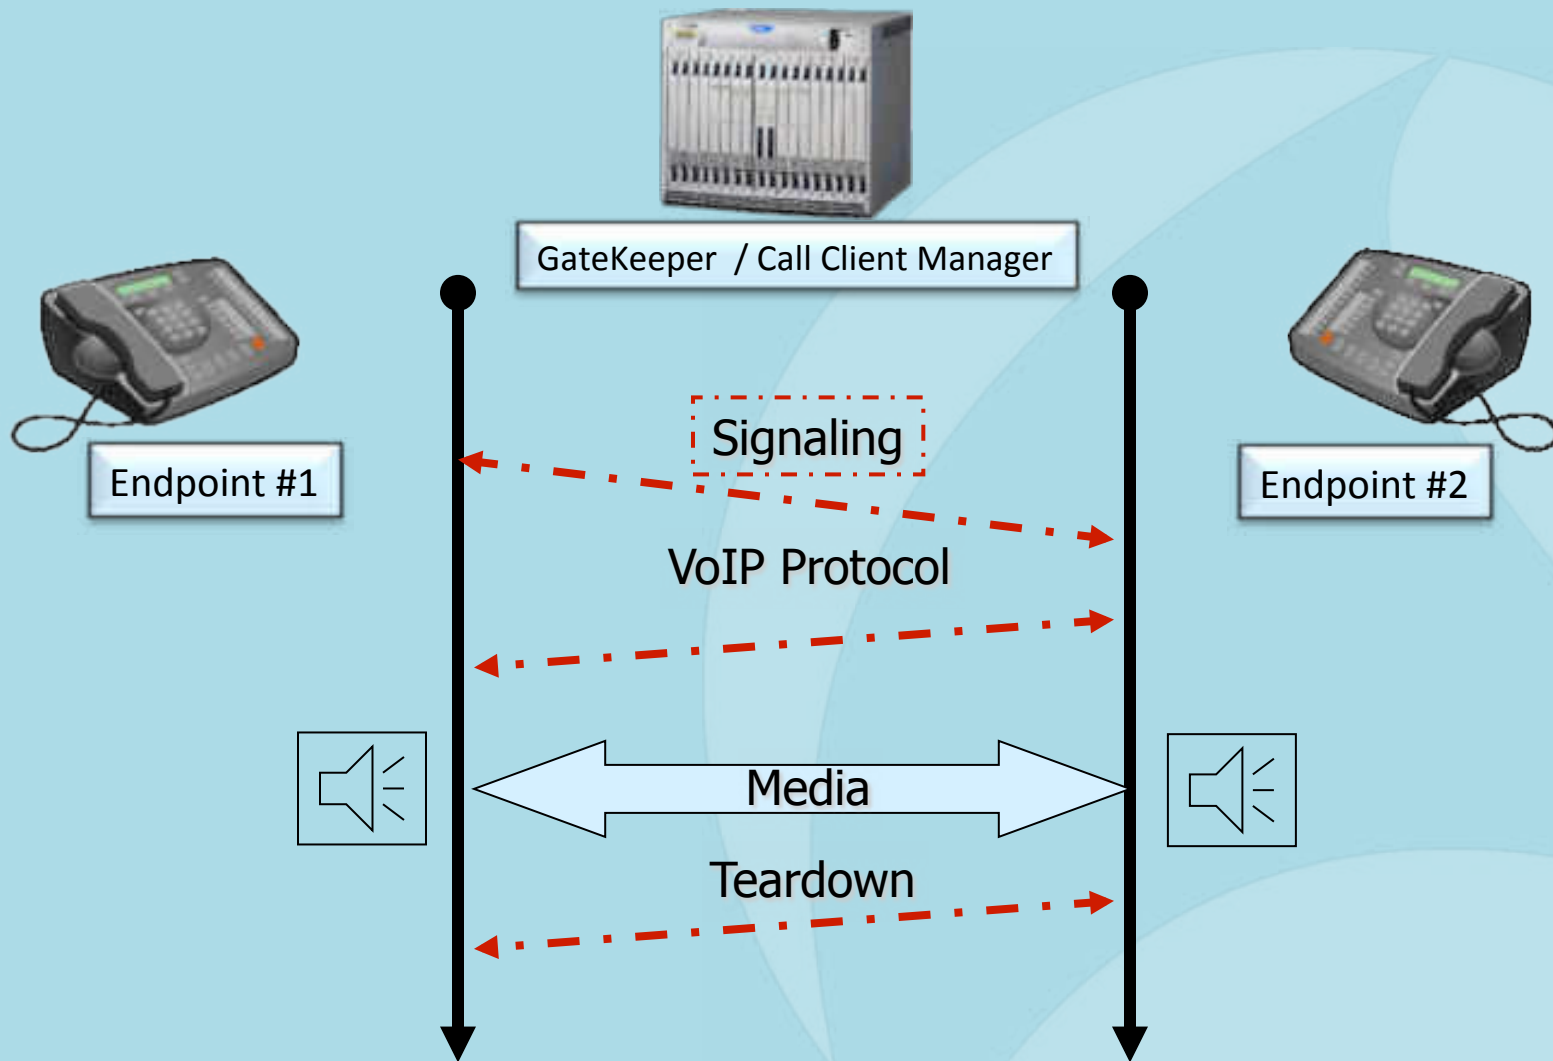 GateKeeper / Call Client Manager
Endpoint #1
Endpoint #2
Signaling
VoIP Protocol
Media
Teardown